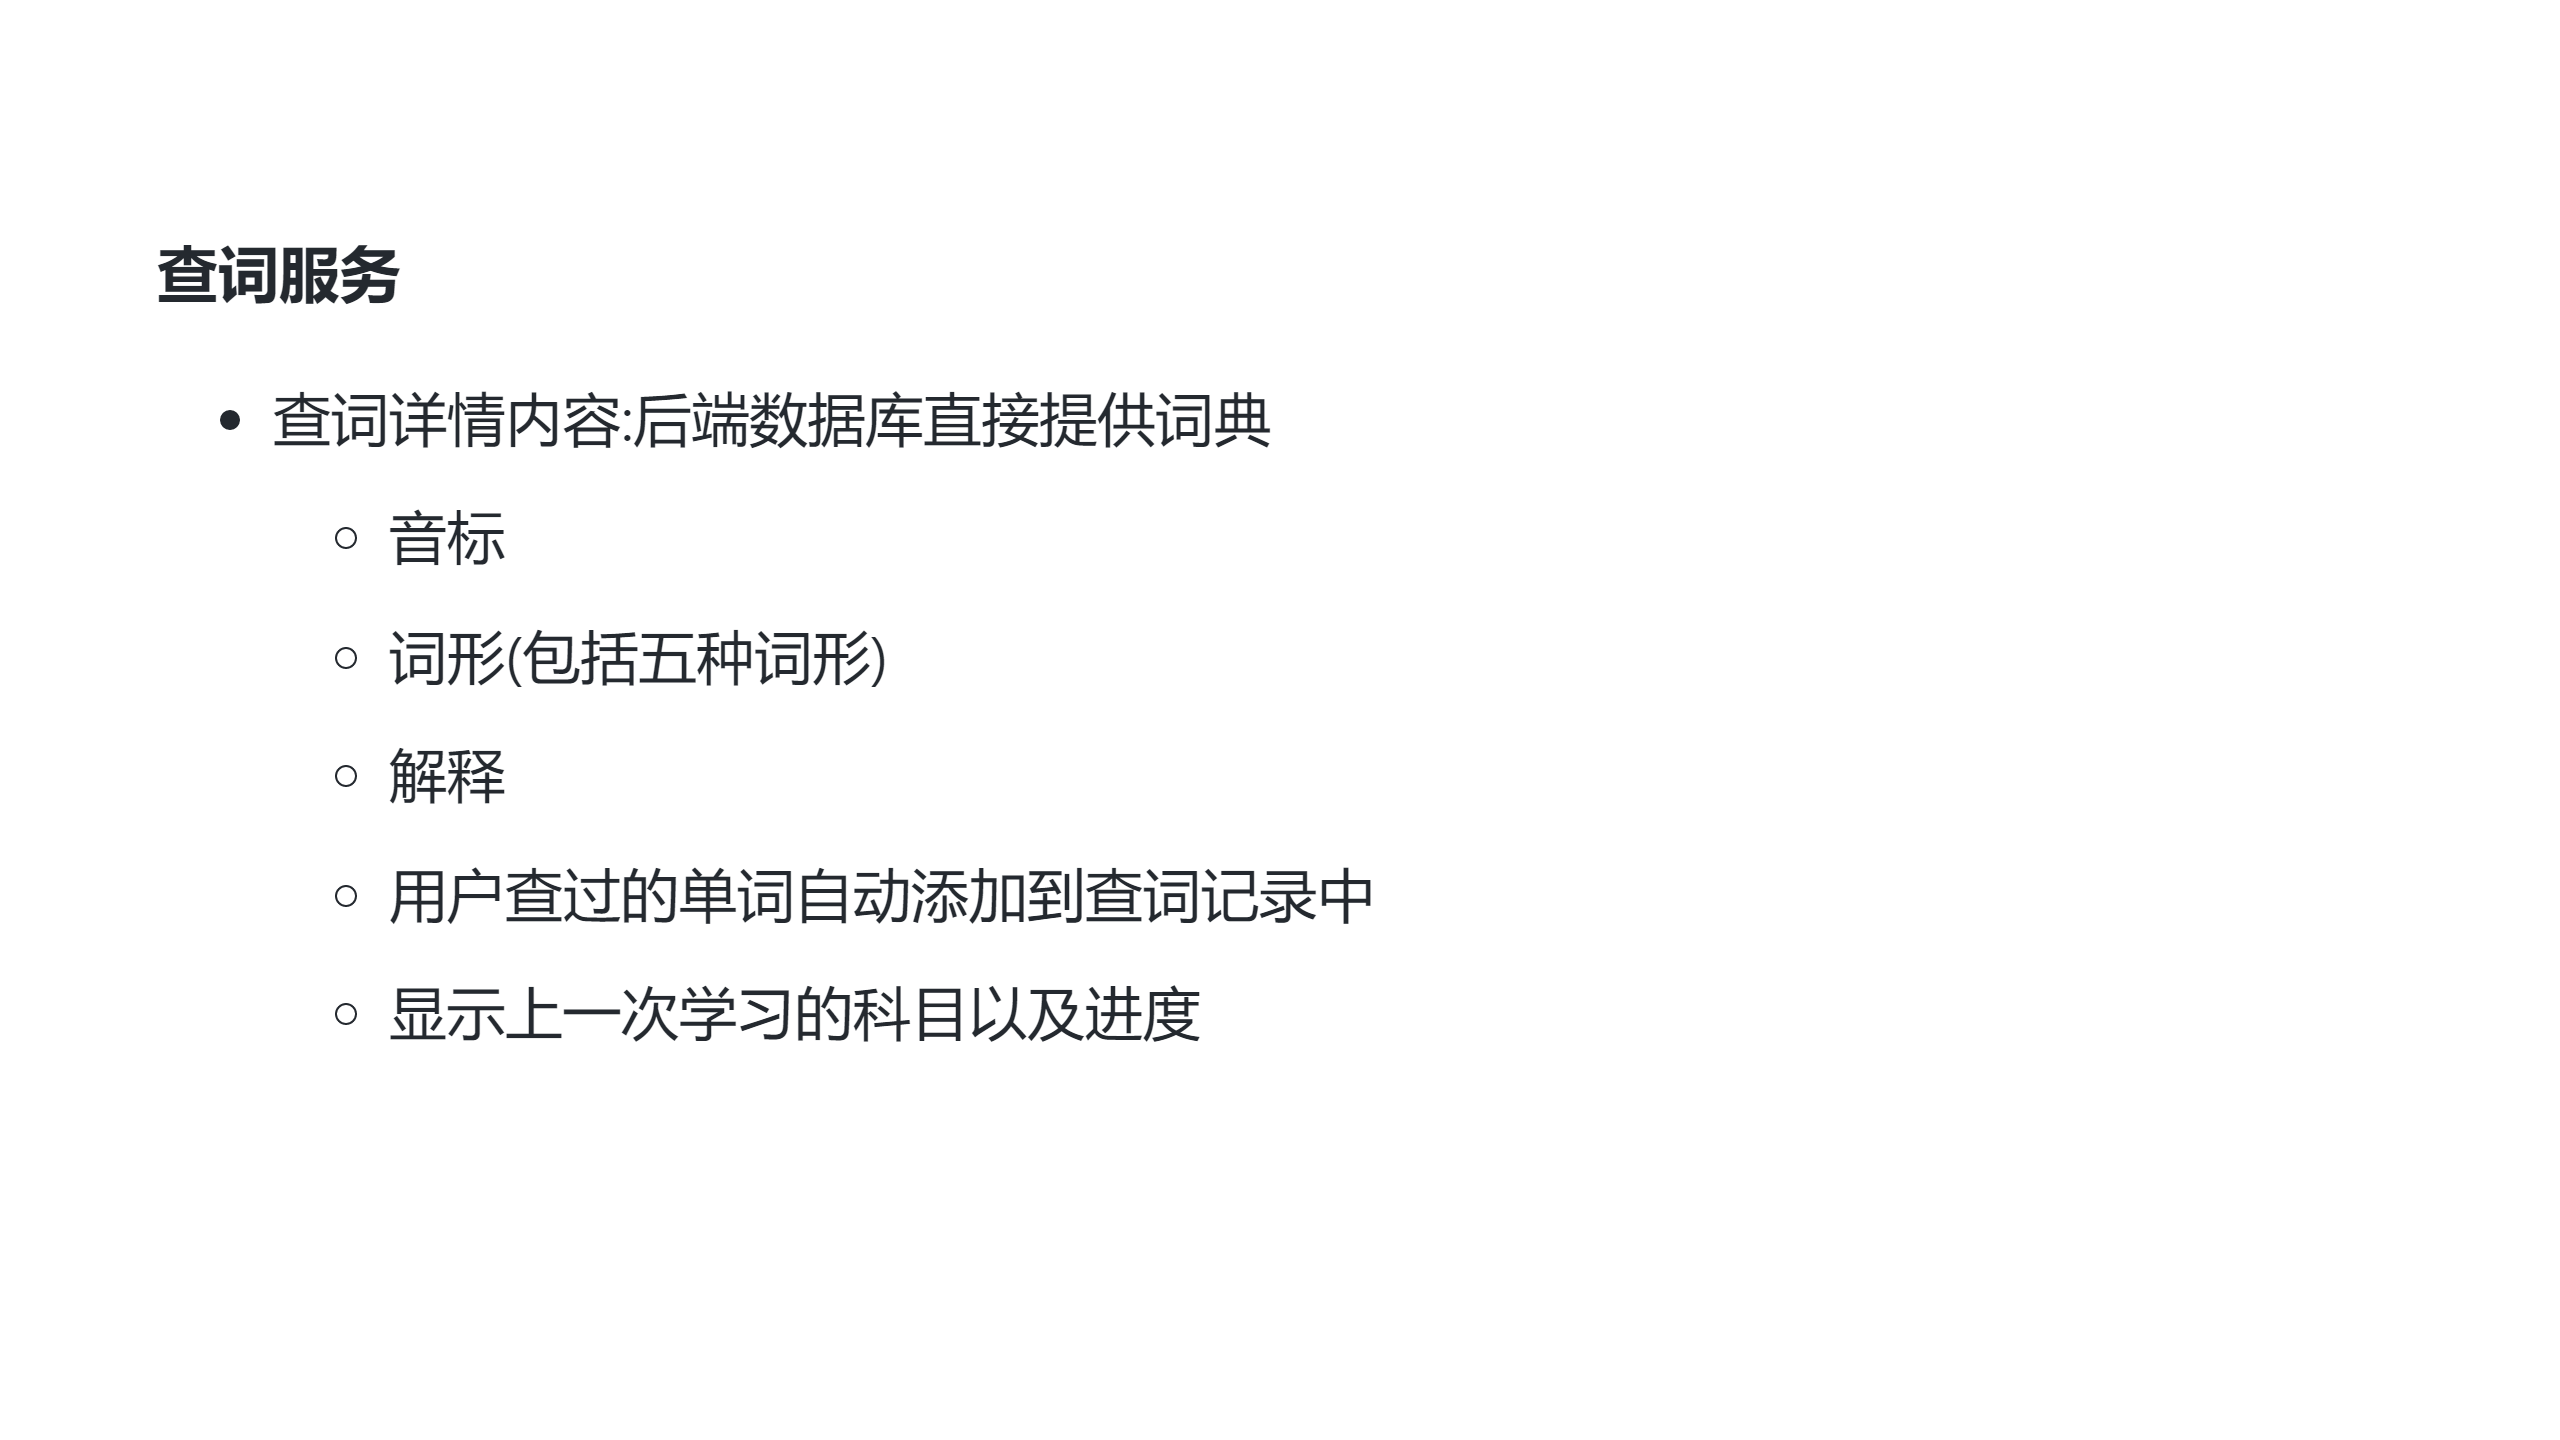 查词服务
查词详情内容:后端数据库直接提供词典
音标
词形(包括五种词形)
解释
用户查过的单词自动添加到查词记录中
显示上一次学习的科目以及进度